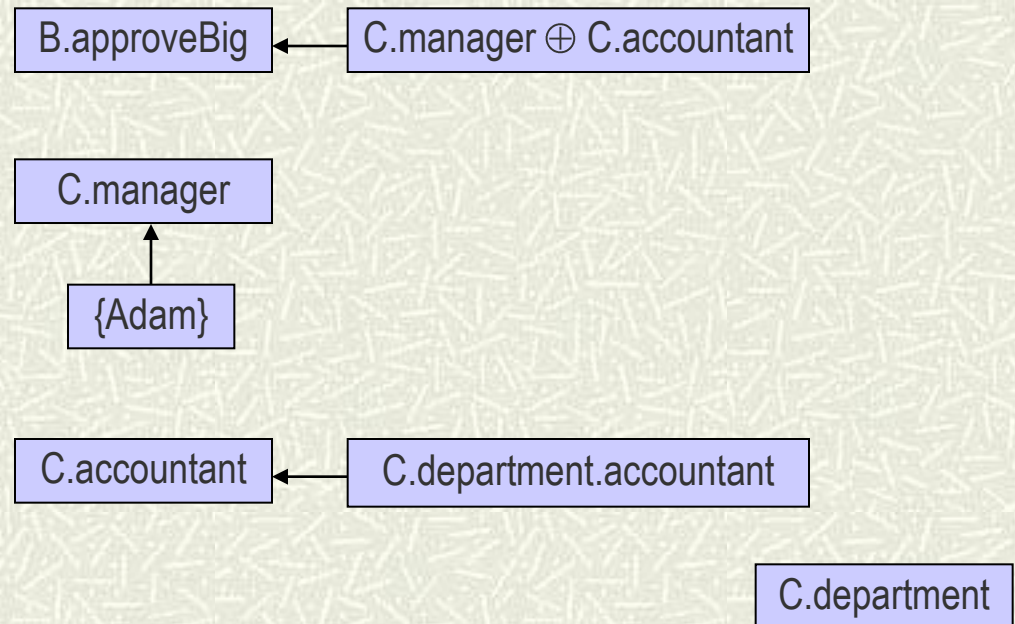 B.approveBig
C.manager ⊕ C.accountant
C.manager
{Adam}
C.accountant
C.department.accountant
C.department